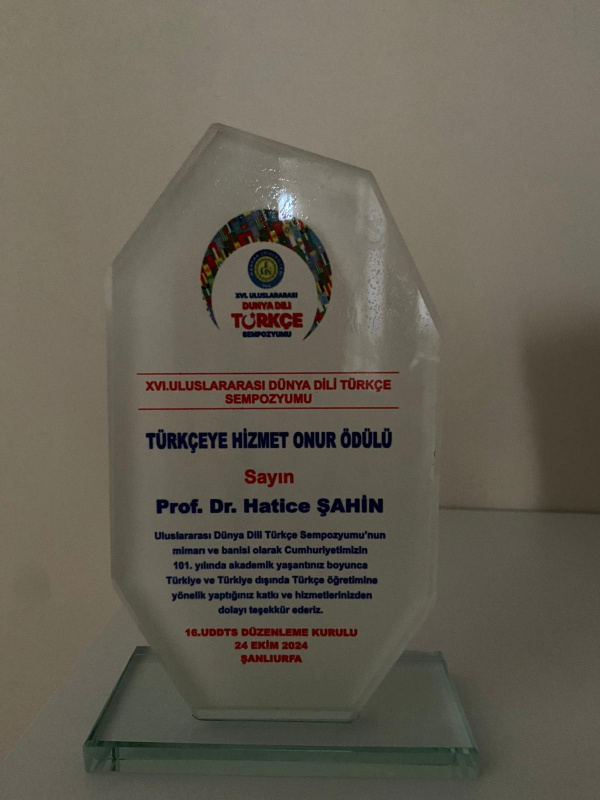 XVI. ULUSLARARASI
DÜNYA DİLİ
TÜRKÇE
SEMPOZYUMU
XVI.ULUSLARARASI DÜNYA DİLİ TÜRKÇE
SEMPOZYUMU
TÜRKÇEYE HİZMET ONUR ÖDÜLÜ
Sayın
Prof. Dr. Hatice ŞAHİN
Uluslararası Dünya Dili Türkçe Sempozyumu'nun
mimarı ve banisi olarak Cumhuriyetimizin
101. yılında akademik yaşantınız boyunca
Türkiye ve Türkiye dışında Türkçe öğretimine
yönelik yaptığınız katkı ve hizmetlerinizden
dolayı teşekkür ederiz.
16.UDDTS DÜZENLEME KURULU
24 EKİM 2024
ŞANLIURFA